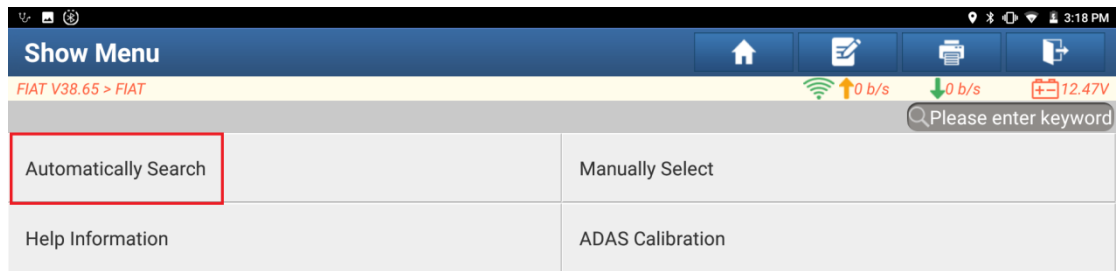 3:18 PM
Show Menu
FIAT V38.65 > FIAT 0 b/s 0 b/s 12.47V
Please enter keyword
Automatically Search Manually Select
Help Information ADAS Calibration